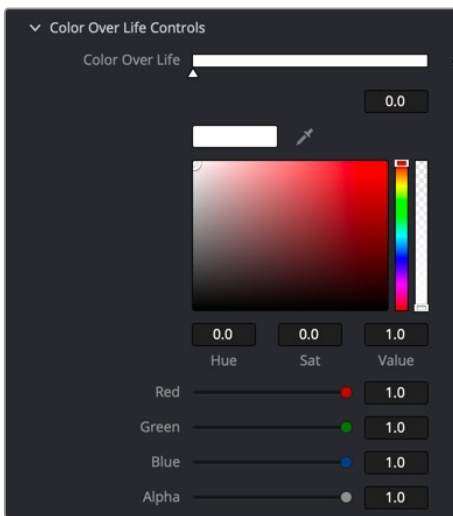 Color Over Life Controls
Color Over Life
0.0
0.0 0.0 1.0
Hue Sat Value
Red 1.0
Green 1.0
Blue 1.0
Alpha 1.0